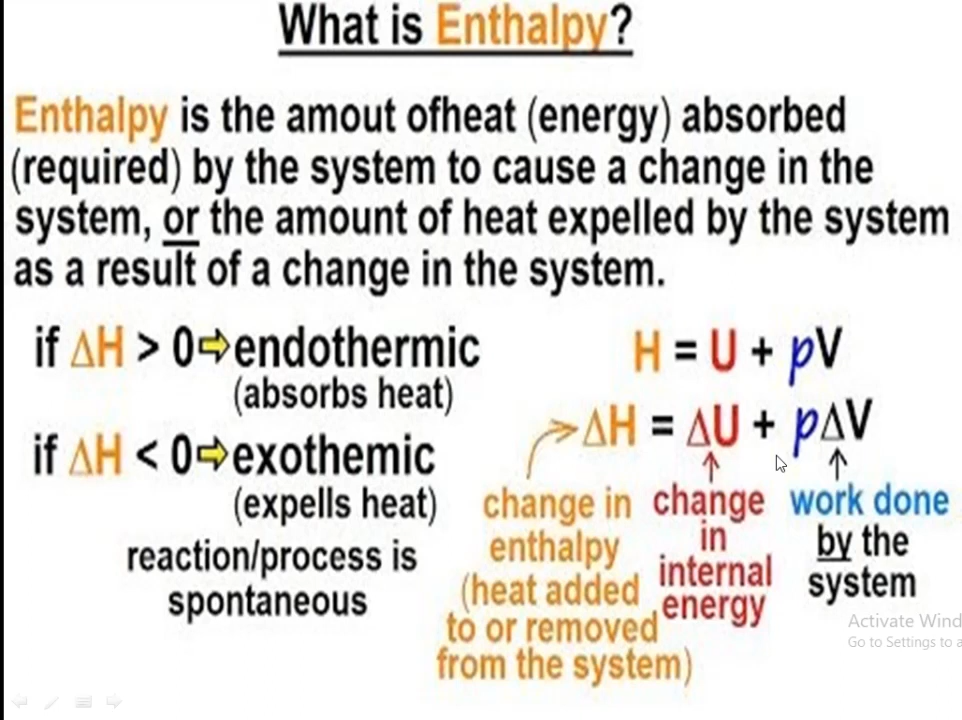 What is Enthalpy?
Enthalpy is the amout ofheat (energy) absorbed
(required) by the system to cause a change in the
system, or the amount of heat expelled by the system
as a result of a change in the system.
if ΔH > 0⇨endothermic
(absorbs heat)
if ΔH < 0⇨exothemic
(expells heat)
reaction/process is
spontaneous
H = U + pV
ΔH = ΔU + pΔV
change in
enthalpy
(heat added
to or removed
from the system)
change
in
internal
energy
work done
by the
system
Activate Wind
Go to Settings to a